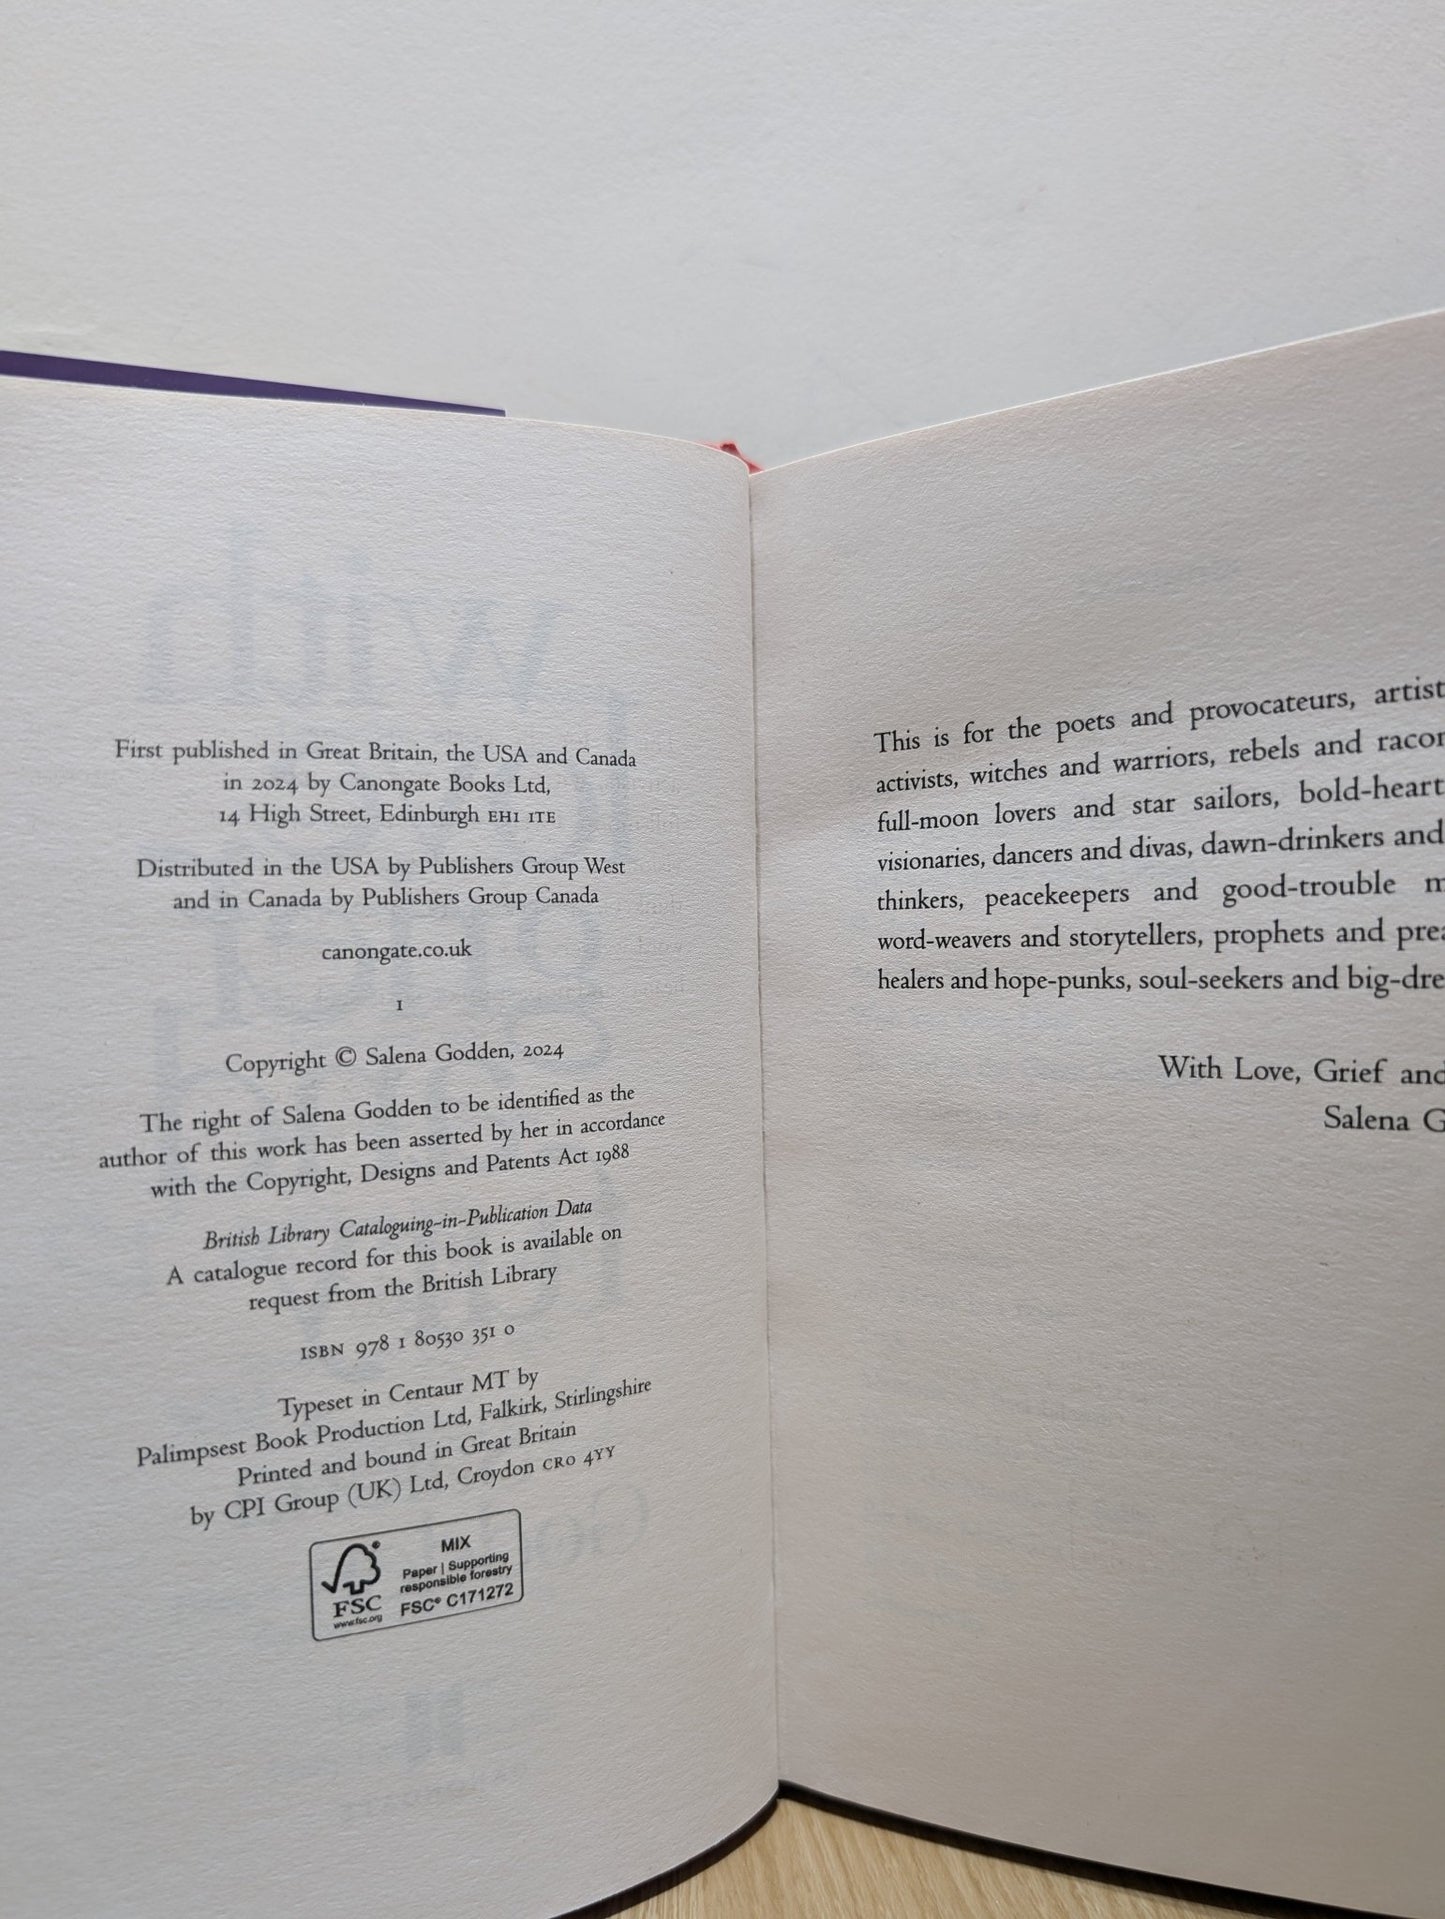 First published in Great Britain, the USA and Canada
in 2024 by Canongate Books Ltd,
14 High Street, Edinburgh EH1 1TE
Distributed in the USA by Publishers Group West
and in Canada by Publishers Group Canada
canongate.co.uk
1
Copyright © Salena Godden, 2024
The right of Salena Godden to be identified as the
author of this work has been asserted by her in accordance
with the Copyright, Designs and Patents Act 1988
British Library Cataloguing-in-Publication Data
A catalogue record for this book is available on
request from the British Library
ISBN 978 1 80530 351 0
Typeset in Centaur MT by
Palimpsest Book Production Ltd, Falkirk, Stirlingshire
Printed and bound in Great Britain
by CPI Group (UK) Ltd, Croydon CR0 4YY
FSC
www.fsc.org
MIX
Paper | Supporting
responsible forestry
FSC® C171272
This is for the poets and provocateurs, artist
activists, witches and warriors, rebels and racon
full-moon lovers and star sailors, bold-heart
visionaries, dancers and divas, dawn-drinkers and
thinkers, peacekeepers and good-trouble m
word-weavers and storytellers, prophets and prea
healers and hope-punks, soul-seekers and big-dre
With Love, Grief and
Salena G